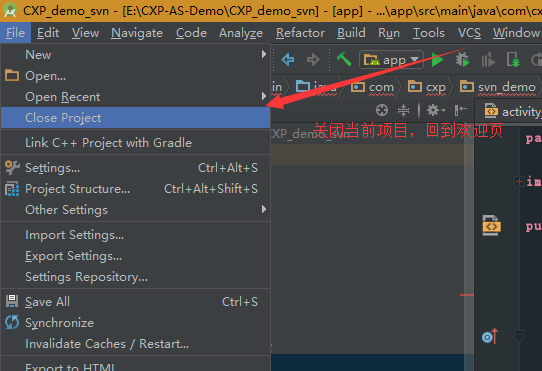 CXP_demo_svn - [E:\CXP-AS-Demo\CXP_demo_svn] - [app] - ...\app\src\main\java\com\cx
File Edit View Navigate Code Analyze Refactor Build Run Tools VCS Window
New
Open...
app
Open Recent
in java com cxp svn_demo
Close Project
activity_
关闭当前项目，回到欢迎页
CXP_demo_svn
pa
Link C++ Project with Gradle
Settings... Ctrl+Alt+S
im
Project Structure... Ctrl+Alt+Shift+S
Other Settings
pu
Import Settings...
Export Settings...
Settings Repository...
Save All Ctrl+S
Synchronize
Invalidate Caches / Restart...
Export to HTML